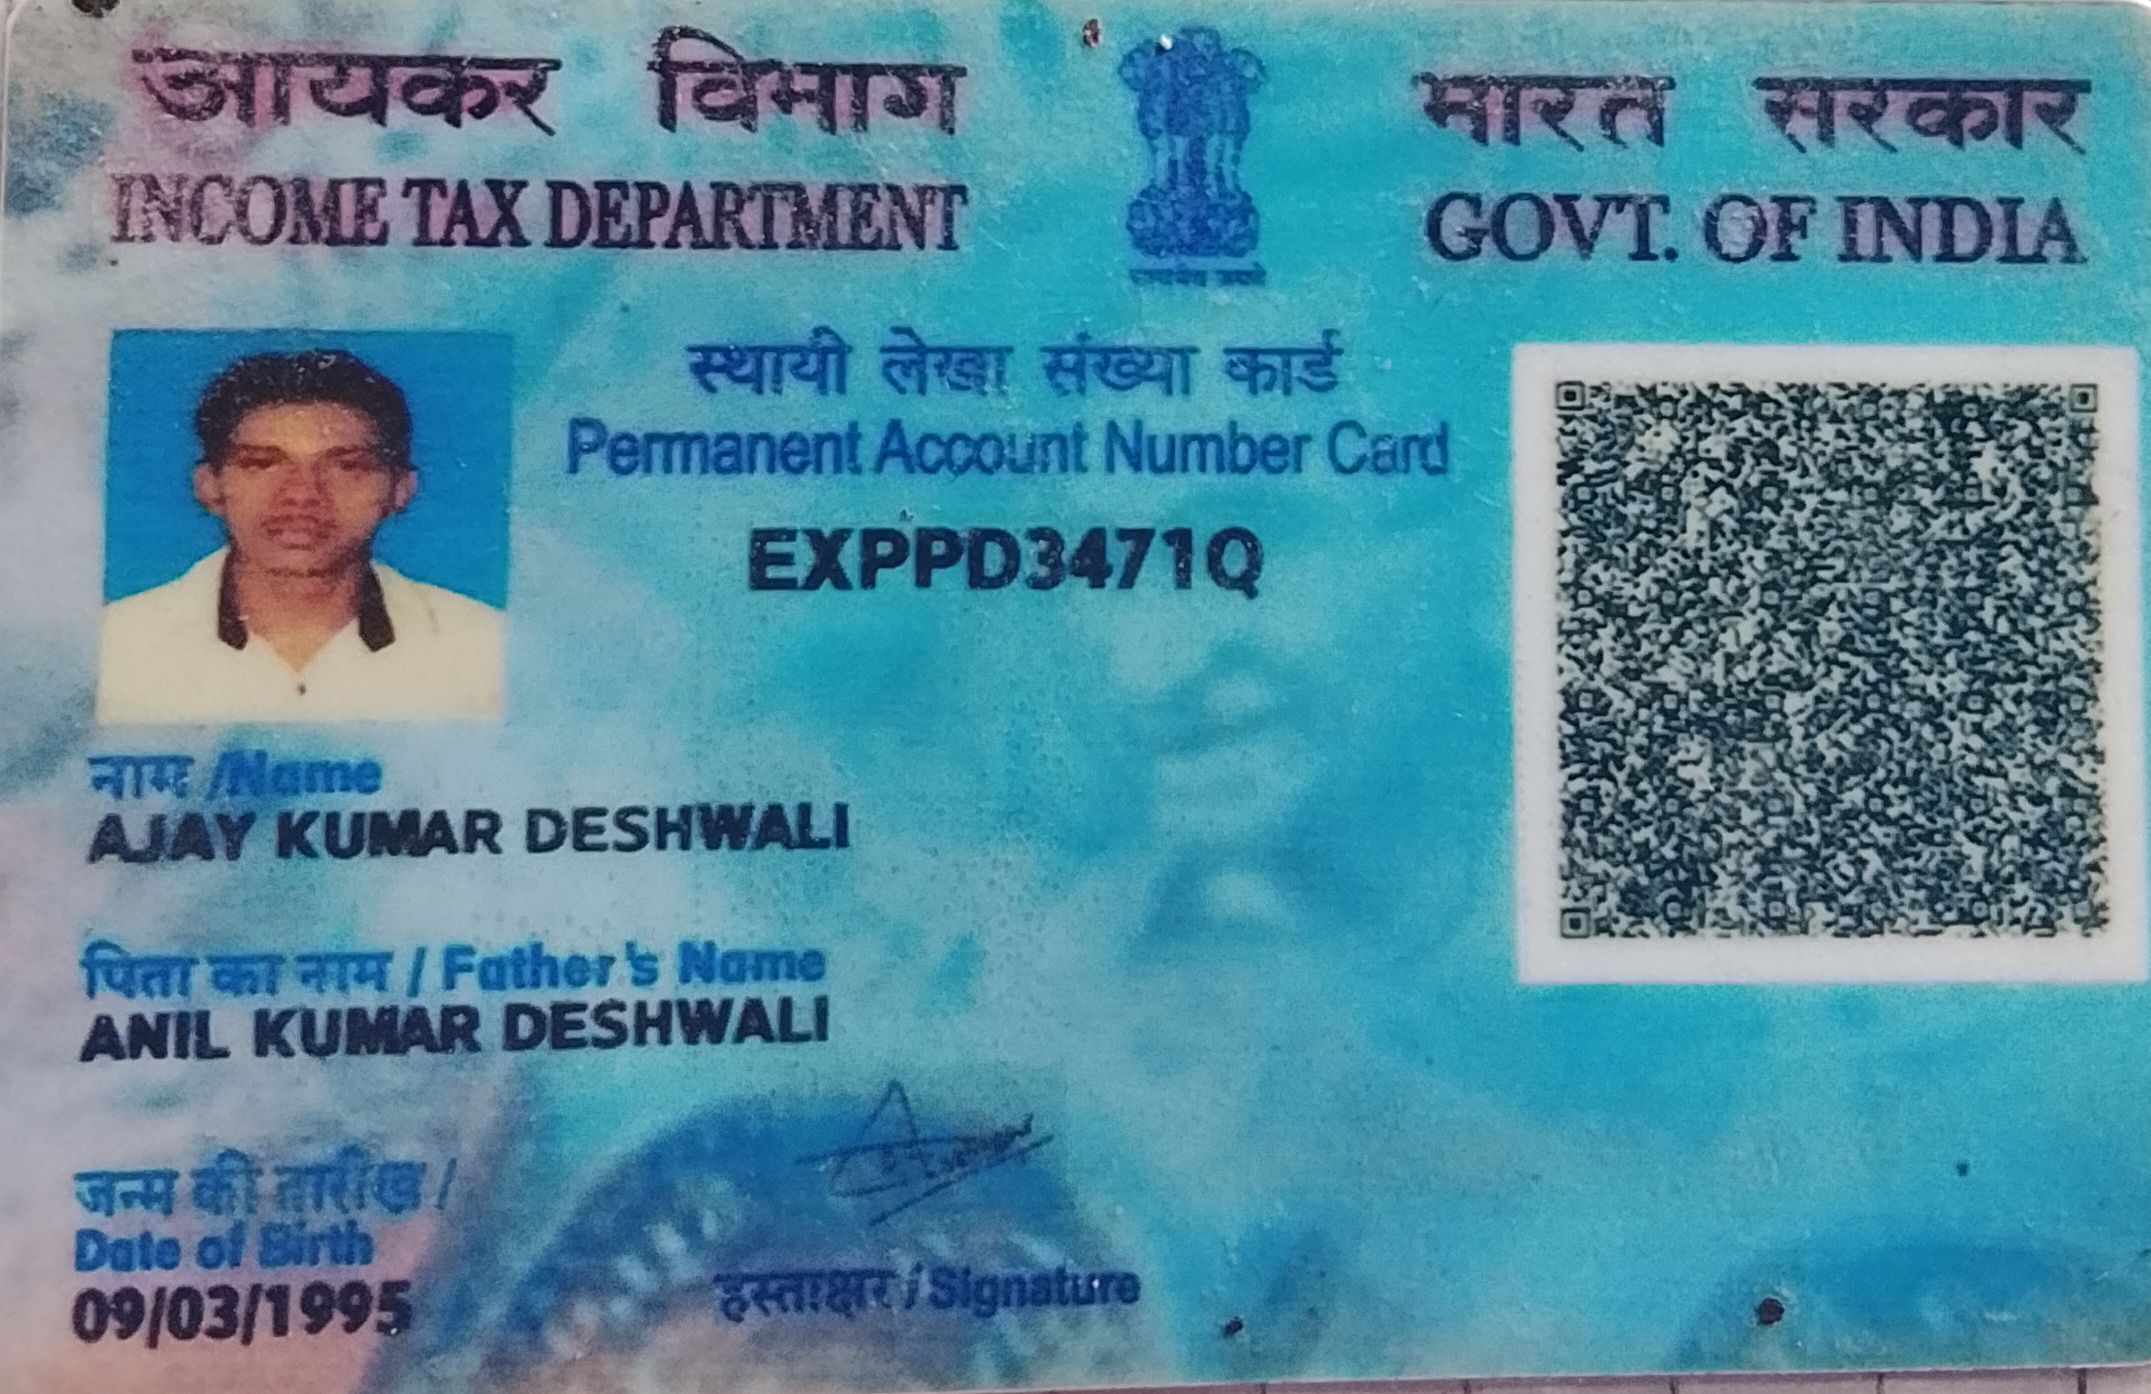 आयकर विभाग
INCOME TAX DEPARTMENT
भारत सरकार
GOVT. OF INDIA
स्थायी लेखा संख्या कार्ड
Permanent Account Number Card
EXPPD3471Q
नाम /Name
AJAY KUMAR DESHWALI
पिता का नाम / Father's Name
ANIL KUMAR DESHWALI
जन्म की तारीख /
Date of Birth
09/03/1995
हस्ताक्षर / Signature